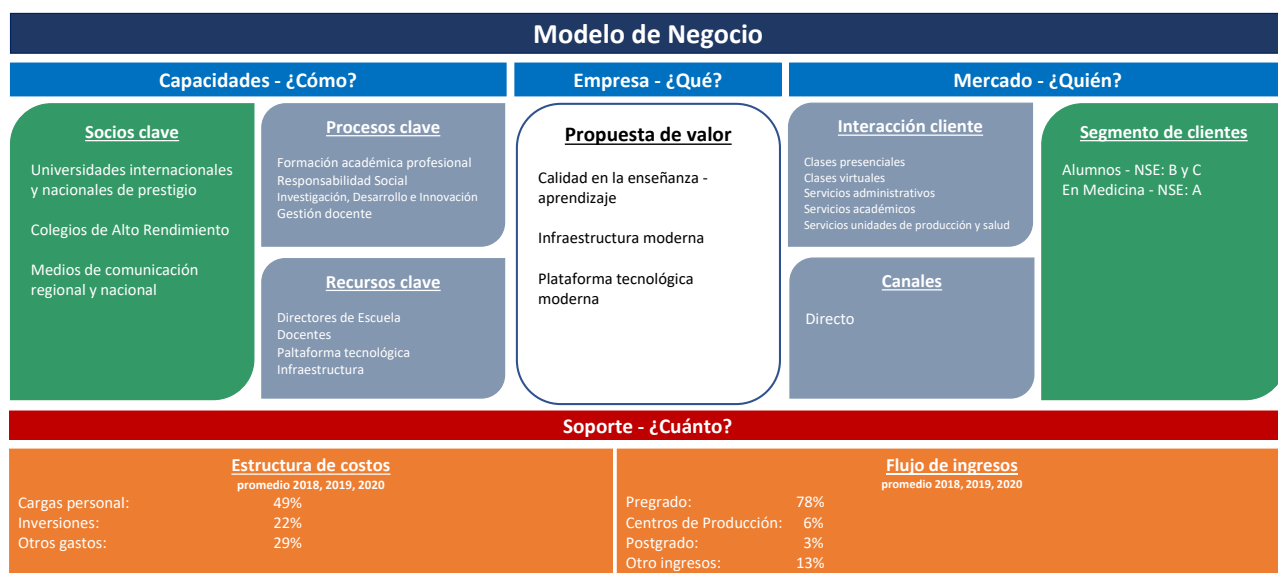 Modelo de Negocio
Capacidades - ¿Cómo?
Empresa - ¿Qué?
Mercado - ¿Quién?
Socios clave
Universidades internacionales
y nacionales de prestigio
Colegios de Alto Rendimiento
Medios de comunicación
regional y nacional
Procesos clave
Formación académica profesional
Responsabilidad Social
Investigación, Desarrollo e Innovación
Gestión docente
Recursos clave
Directores de Escuela
Docentes
Paltaforma tecnológica
Infraestructura
Propuesta de valor
Calidad en la enseñanza -
aprendizaje
Infraestructura moderna
Plataforma tecnológica
moderna
Interacción cliente
Clases presenciales
Clases virtuales
Servicios administrativos
Servicios académicos
Servicios unidades de producción y salud
Canales
Directo
Segmento de clientes
Alumnos - NSE: B y C
En Medicina - NSE: A
Soporte - ¿Cuánto?
Estructura de costos
promedio 2018, 2019, 2020
Cargas personal: 49%
Inversiones: 22%
Otros gastos: 29%
Flujo de ingresos
promedio 2018, 2019, 2020
Pregrado: 78%
Centros de Producción: 6%
Postgrado: 3%
Otro ingresos: 13%